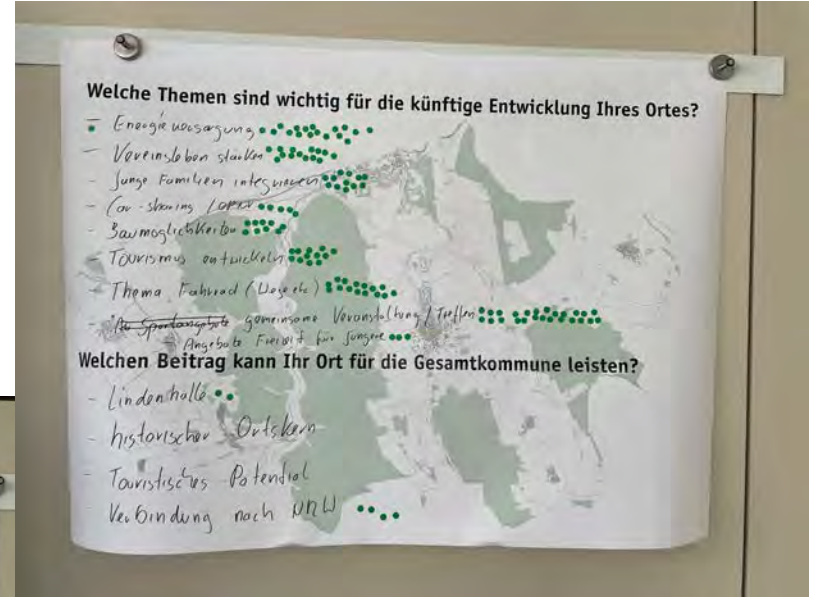 Welche Themen sind wichtig für die künftige Entwicklung Ihres Ortes?
- Energieversorgung
- Vereinsleben stärken
- Junge Familien integrieren
- Car-sharing
- Baumöglichkeiten
- Tourismus entwickeln
- Thema Fahrrad (Wege etc)
- Sportangebote gemeinsame Veranstaltung / Treffen
- Angebote Freizeit für Jüngere
Welchen Beitrag kann Ihr Ort für die Gesamtkommune leisten?
- Lindenhalle
- historischer Ortskern
- Touristisches Potential
Verbindung nach NRW